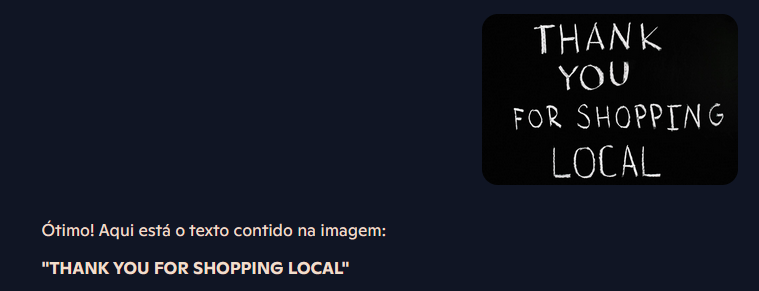 THANK
YOU
FOR SHOPPING
LOCAL
Ótimo! Aqui está o texto contido na imagem:
"THANK YOU FOR SHOPPING LOCAL"